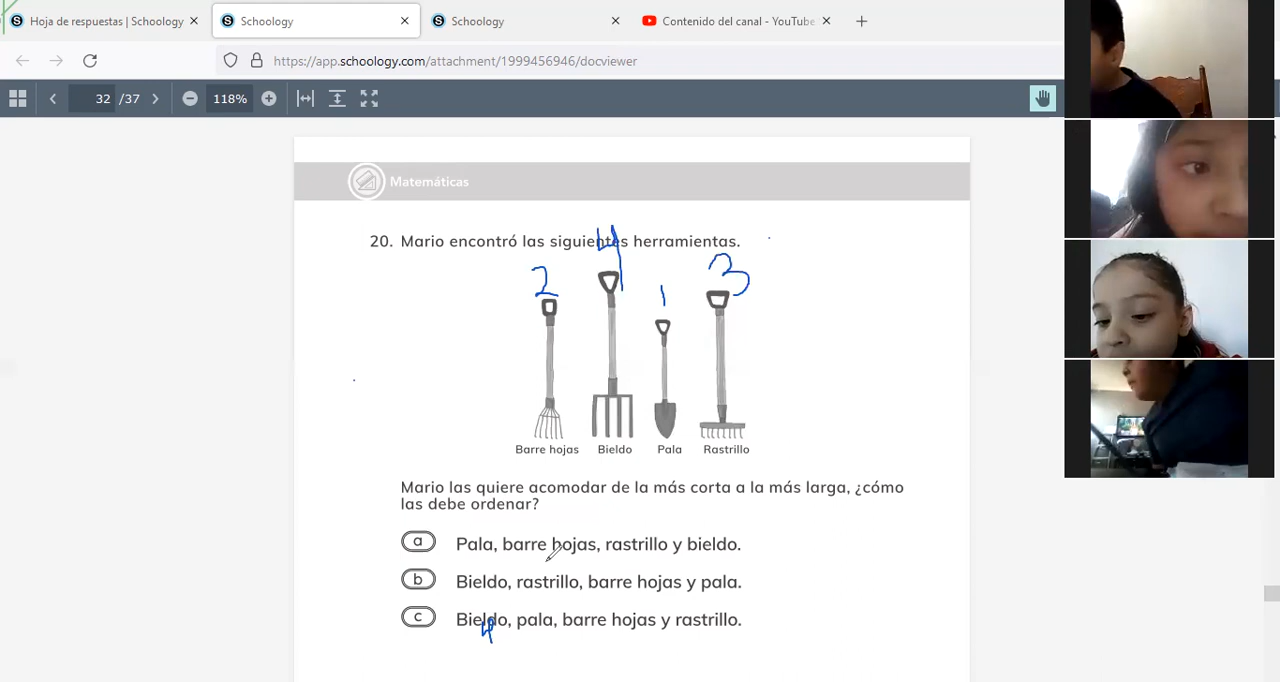 Hoja de respuestas | Schoology
Schoology
Schoology
Contenido del canal - YouTube
https://app.schoology.com/attachment/1999456946/docviewer
32 /37
118%
Matemáticas
20. Mario encontró las siguientes herramientas.
2 4 1 3
Barre hojas Bieldo Pala Rastrillo
Mario las quiere acomodar de la más corta a la más larga, ¿cómo
las debe ordenar?
a Pala, barre hojas, rastrillo y bieldo.
b Bieldo, rastrillo, barre hojas y pala.
c Bieldo, pala, barre hojas y rastrillo.
4